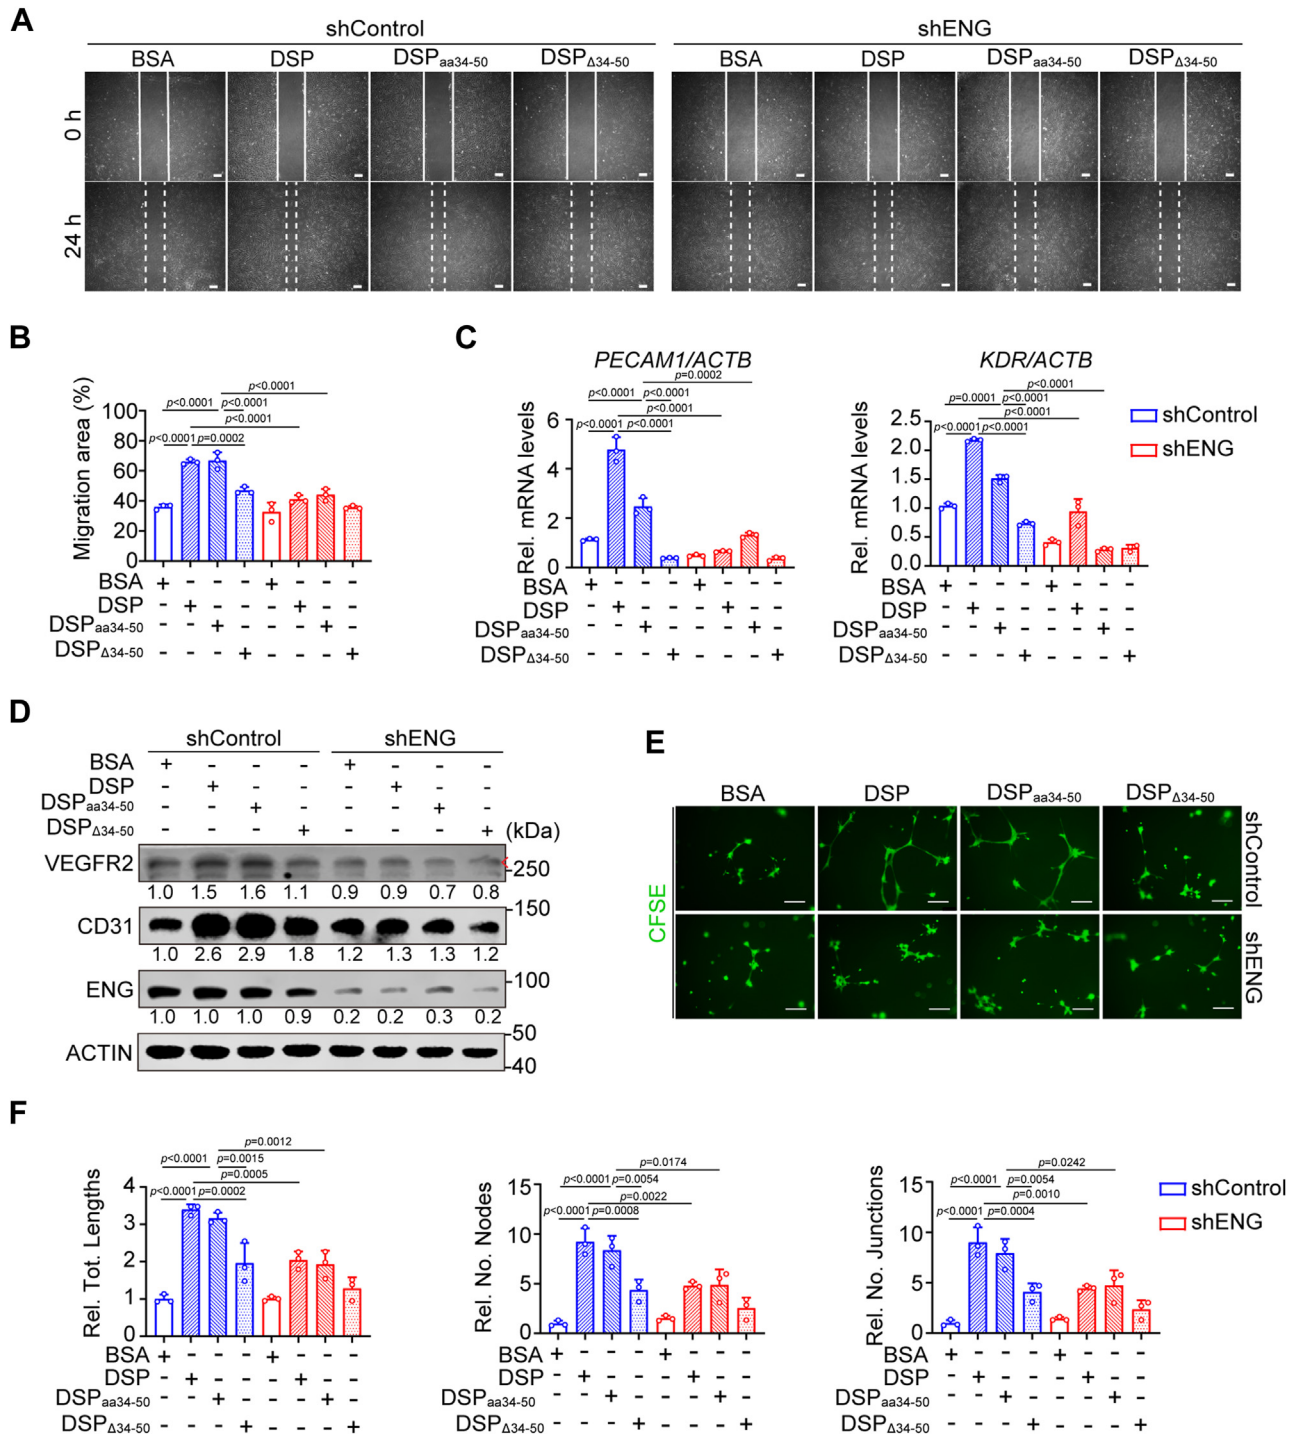 A
shControl shENG
BSA DSP DSPaa34-50 DSPΔ34-50 BSA DSP DSPaa34-50 DSPΔ34-50
0 h
24 h
B
Migration area (%)
100
80
60
40
20
0
p<0.0001
p<0.0001 p<0.0001
p<0.0001
p<0.0001 p=0.0002
BSA + - - - + - - -
DSP - + - - - + - -
DSPaa34-50 - - + - - - + -
DSPΔ34-50 - - - + - - - +
C
PECAM1/ACTB
Rel. mRNA levels
6
4
2
0
p=0.0002
p<0.0001 p<0.0001
p<0.0001
p<0.0001 p<0.0001
BSA + - - - + - - -
DSP - + - - - + - -
DSPaa34-50 - - + - - - + -
DSPΔ34-50 - - - + - - - +
KDR/ACTB
Rel. mRNA levels
2.5
2.0
1.5
1.0
0.5
0.0
p<0.0001
p=0.0001 p<0.0001
p<0.0001
p<0.0001 p<0.0001
+ - - - + - - -
- + - - - + - -
- - + - - - + -
- - - + - - - +
shControl
shENG
D
shControl shENG
BSA + - - - + - - -
DSP - + - - - + - -
DSPaa34-50 - - + - - - + -
DSPΔ34-50 - - - + - - - + (kDa)
VEGFR2 250
1.0 1.5 1.6 1.1 0.9 0.9 0.7 0.8
150
CD31
1.0 2.6 2.9 1.8 1.2 1.3 1.3 1.2
ENG 100
1.0 1.0 1.0 0.9 0.2 0.2 0.3 0.2
50
ACTIN
40
E
BSA DSP DSPaa34-50 DSPΔ34-50
CFSE
shControl
shENG
F
Rel. Tot. Lengths
4
3
2
1
0
p=0.0012
p<0.0001 p=0.0015
p=0.0005
p<0.0001 p=0.0002
BSA + - - - + - - -
DSP - + - - - + - -
DSPaa34-50 - - + - - - + -
DSPΔ34-50 - - - + - - - +
Rel. No. Nodes
15
10
5
0
p=0.0174
p<0.0001 p=0.0054
p=0.0022
p<0.0001 p=0.0008
BSA + - - - + - - -
DSP - + - - - + - -
DSPaa34-50 - - + - - - + -
DSPΔ34-50 - - - + - - - +
Rel. No. Junctions
15
10
5
0
p=0.0242
p<0.0001 p=0.0054
p=0.0010
p<0.0001 p=0.0004
BSA + - - - + - - -
DSP - + - - - + - -
DSPaa34-50 - - + - - - + -
DSPΔ34-50 - - - + - - - +
shControl
shENG